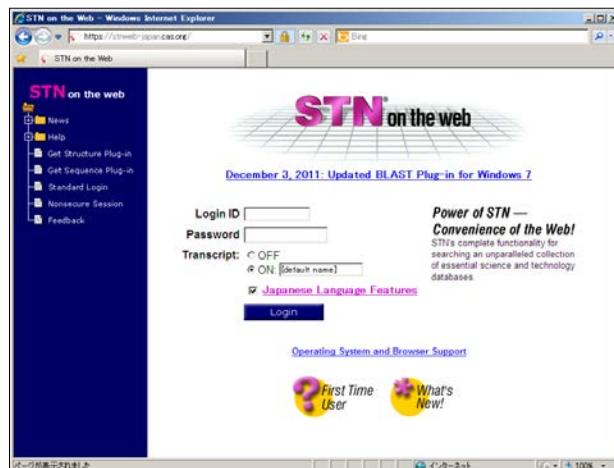 STN on the Web - Windows Internet Explorer
https://stnweb-japan.cas.org/
Bing
STN on the Web
STN on the web
News
Help
Get Structure Plug-in
Get Sequence Plug-in
Standard Login
Nonsecure Session
Feedback
STN® on the web
December 3, 2011: Updated BLAST Plug-in for Windows 7
Login ID
Password
Transcript: OFF
ON: [default name]
Japanese Language Features
Login
Power of STN —
Convenience of the Web!
STN's complete functionality for
searching an unparalleled collection
of essential science and technology
databases.
Operating System and Browser Support
? First Time
User
* What's
New!
ページが表示されました
インターネット
100%